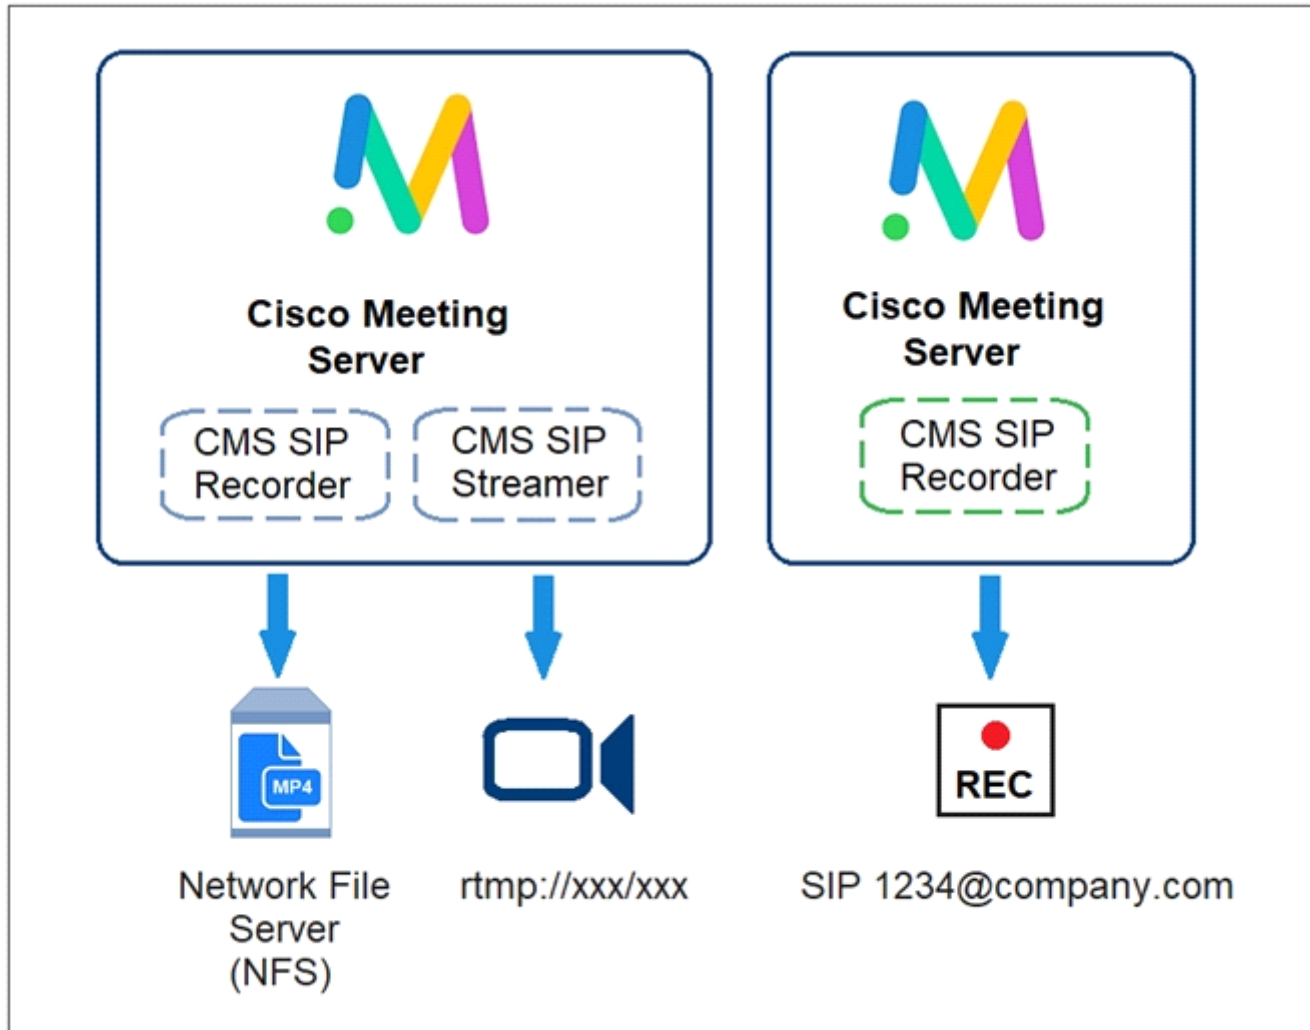 Cisco Meeting
Server
CMS SIP
Recorder
CMS SIP
Streamer
MP4
Network File
Server
(NFS)
rtmp://xxx/xxx
Cisco Meeting
Server
CMS SIP
Recorder
REC
SIP 1234@company.com